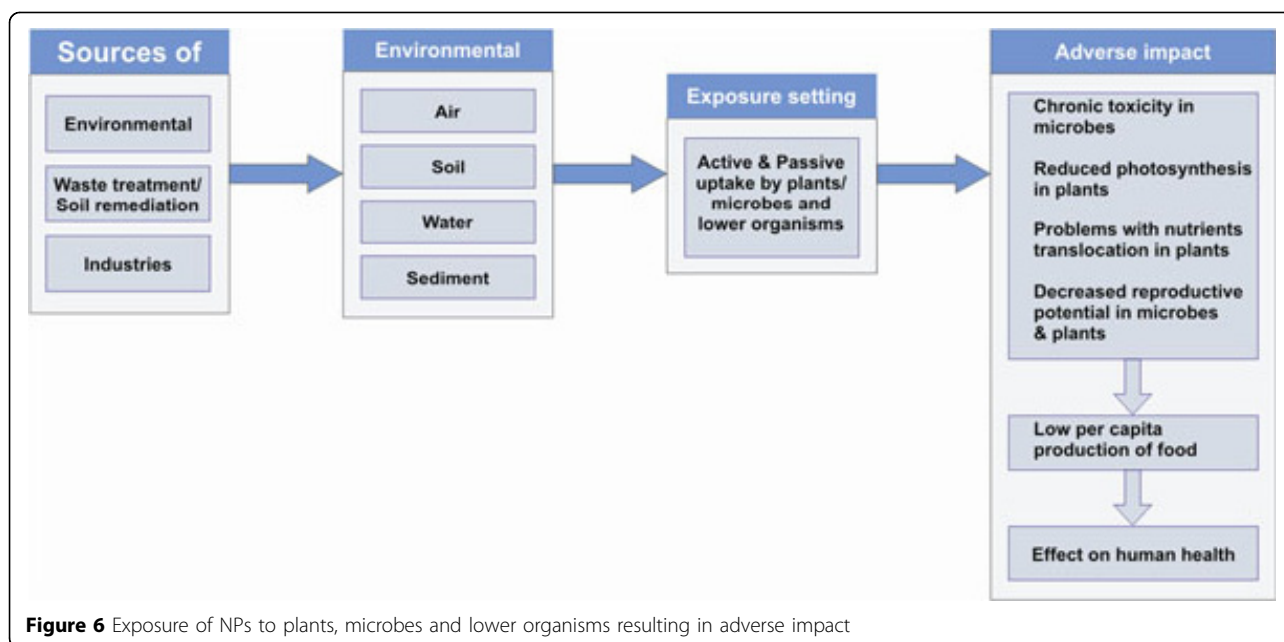 Sources of
Environmental
Waste treatment/
Soil remediation
Industries
Environmental
Air
Soil
Water
Sediment
Exposure setting
Active & Passive
uptake by plants/
microbes and
lower organisms
Adverse impact
Chronic toxicity in
microbes
Reduced photosynthesis
in plants
Problems with nutrients
translocation in plants
Decreased reproductive
potential in microbes
& plants
Low per capita
production of food
Effect on human health
Figure 6 Exposure of NPs to plants, microbes and lower organisms resulting in adverse impact